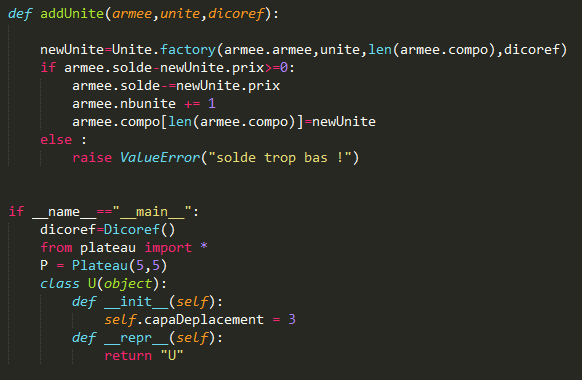 def addUnite(armee,unite,dicoref):
newUnite=Unite.factory(armee.armee,unite,len(armee.compo),dicoref)
if armee.solde-newUnite.prix>=0:
armee.solde-=newUnite.prix
armee.nbunite += 1
armee.compo[len(armee.compo)]=newUnite
else :
raise ValueError("solde trop bas !")
if __name__=="__main__":
dicoref=Dicoref()
from plateau import *
P = Plateau(5,5)
class U(object):
def __init__(self):
self.capaDeplacement = 3
def __repr__(self):
return "U"